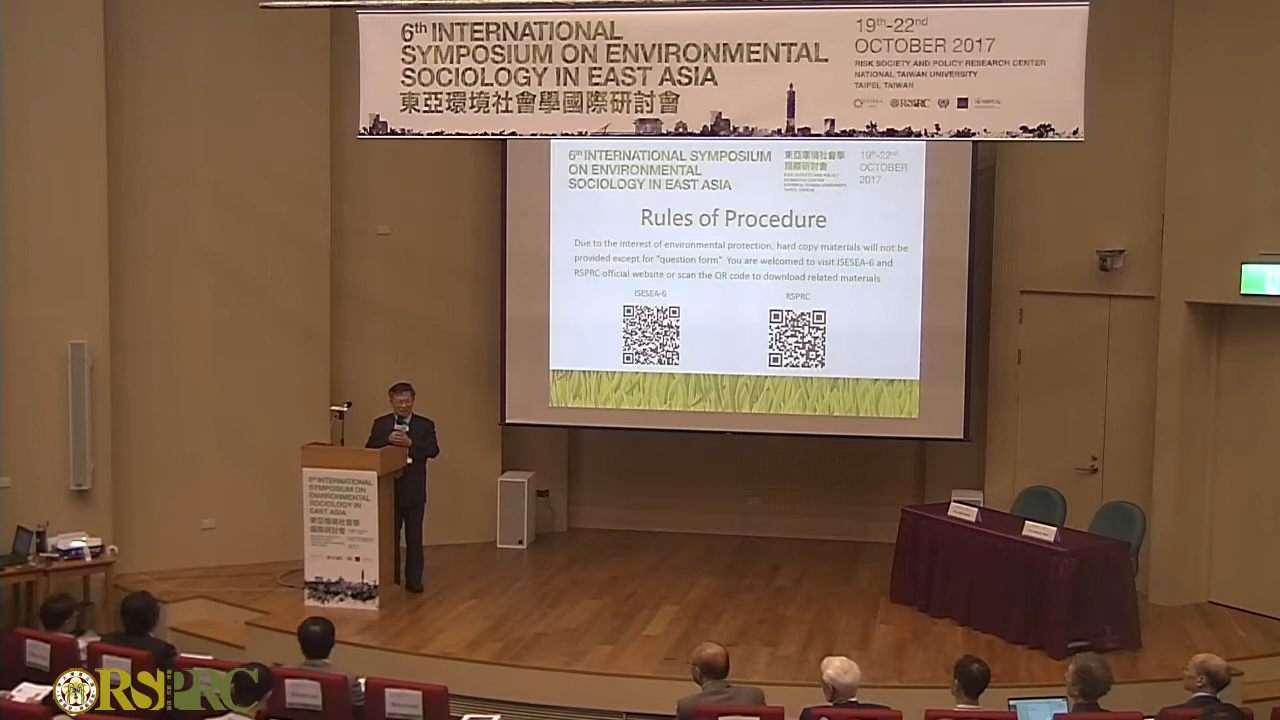 6th INTERNATIONAL
SYMPOSIUM ON ENVIRONMENTAL
SOCIOLOGY IN EAST ASIA
東亞環境社會學國際研討會
19th-22nd
OCTOBER 2017
RISK SOCIETY AND POLICY RESEARCH CENTER
NATIONAL TAIWAN UNIVERSITY
TAIPEI, TAIWAN
RSPRC
6th INTERNATIONAL SYMPOSIUM
ON ENVIRONMENTAL
SOCIOLOGY IN EAST ASIA
東亞環境社會學
國際研討會
19th-22nd
OCTOBER
2017
Rules of Procedure
Due to the interest of environmental protection, hard copy materials will not be
provided except for "question form". You are welcomed to visit ISESEA-6 and
RSPRC official website or scan the QR code to download related materials
ISESEA-6
RSPRC
6th INTERNATIONAL
SYMPOSIUM ON
ENVIRONMENTAL
SOCIOLOGY IN
EAST ASIA
東亞環境社會學
國際研討會
RSPRC